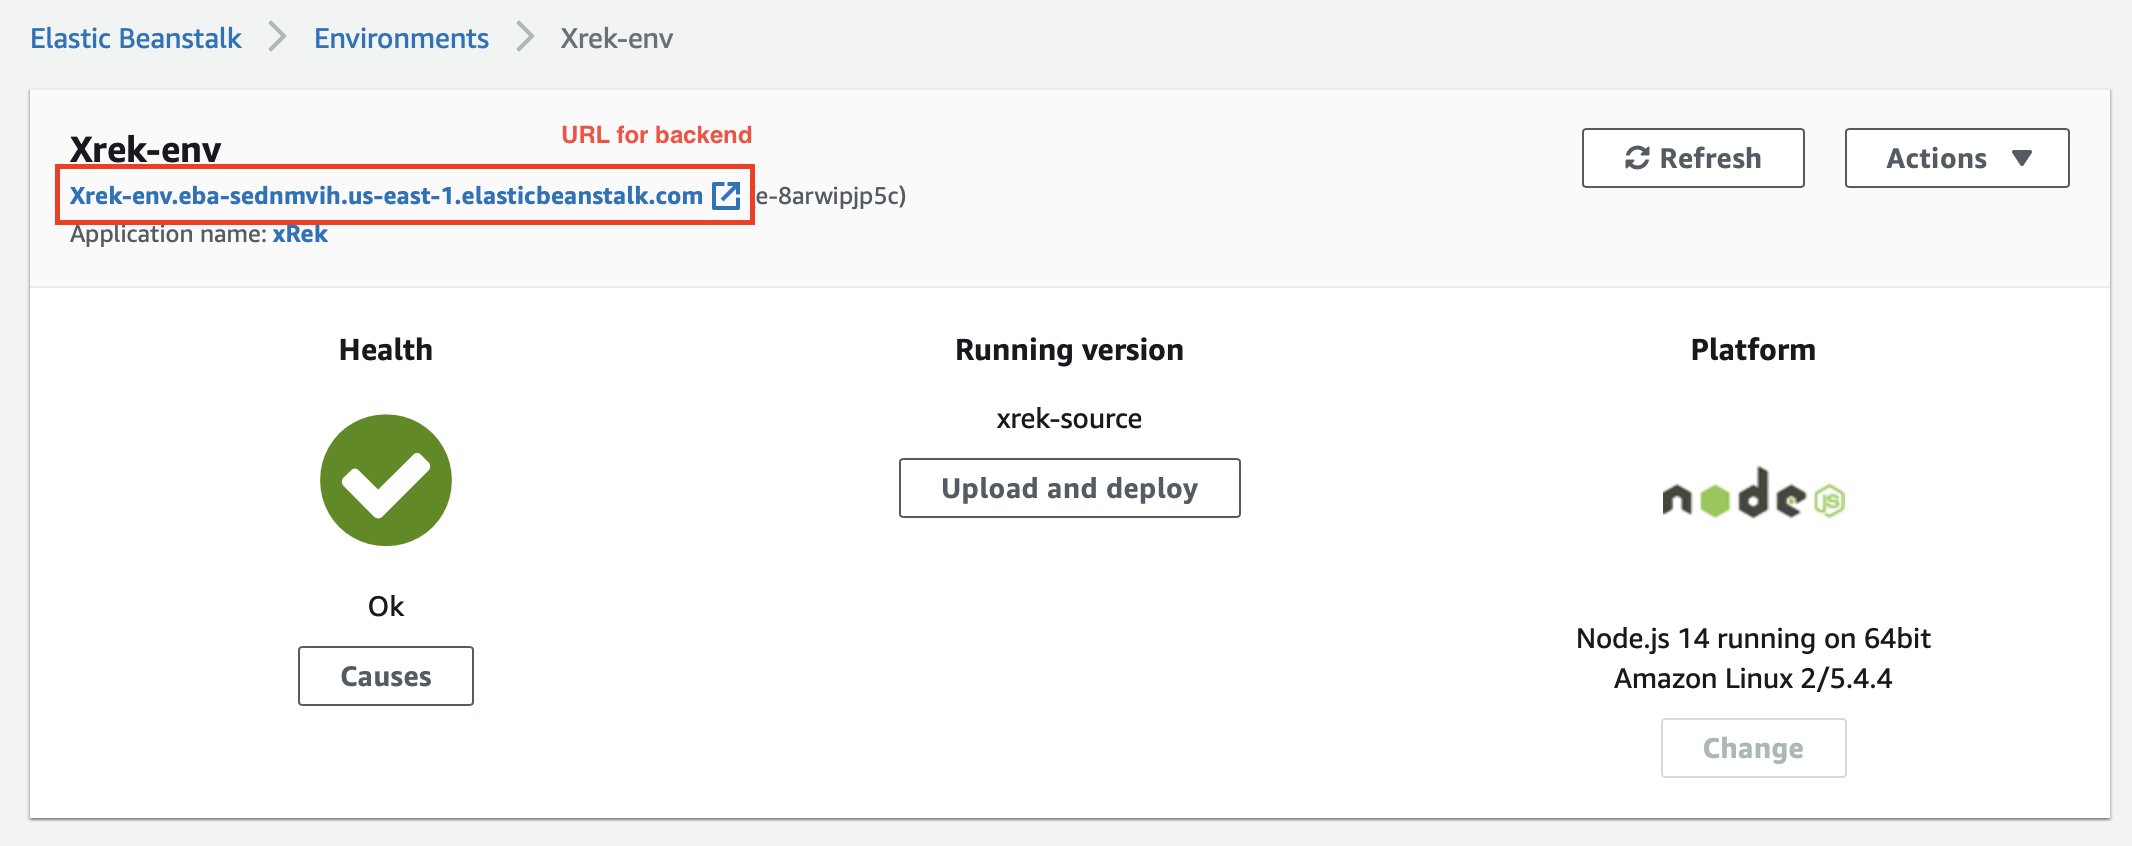 Elastic Beanstalk > Environments > Xrek-env
Xrek-env
URL for backend
Refresh
Actions
Xrek-env.eba-sednmvih.us-east-1.elasticbeanstalk.com e-8arwipjp5c)
Application name: xRek
Health
Running version
Platform
xrek-source
Upload and deploy
node JS
Ok
Causes
Node.js 14 running on 64bit
Amazon Linux 2/5.4.4
Change